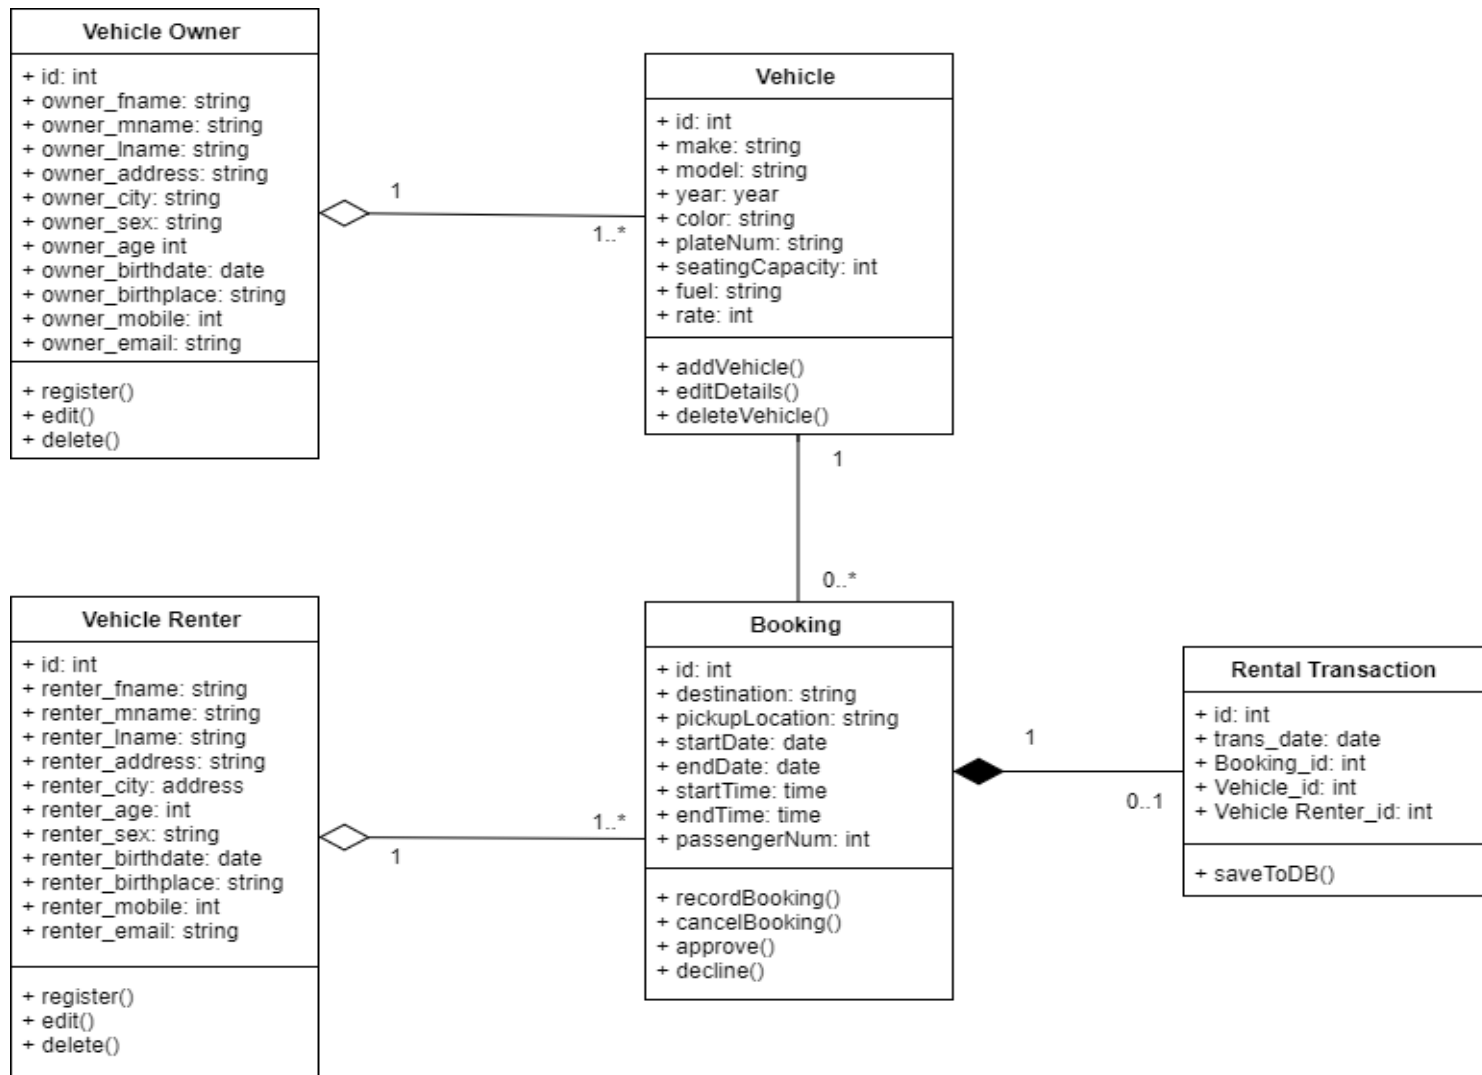 Vehicle Owner
+ id: int
+ owner_fname: string
+ owner_mname: string
+ owner_lname: string
+ owner_address: string
+ owner_city: string
+ owner_sex: string
+ owner_age int
+ owner_birthdate: date
+ owner_birthplace: string
+ owner_mobile: int
+ owner_email: string
+ register()
+ edit()
+ delete()
1
1..*
Vehicle
+ id: int
+ make: string
+ model: string
+ year: year
+ color: string
+ plateNum: string
+ seatingCapacity: int
+ fuel: string
+ rate: int
+ addVehicle()
+ editDetails()
+ deleteVehicle()
1
0..*
Vehicle Renter
+ id: int
+ renter_fname: string
+ renter_mname: string
+ renter_lname: string
+ renter_address: string
+ renter_city: address
+ renter_age: int
+ renter_sex: string
+ renter_birthdate: date
+ renter_birthplace: string
+ renter_mobile: int
+ renter_email: string
+ register()
+ edit()
+ delete()
1..*
1
Booking
+ id: int
+ destination: string
+ pickupLocation: string
+ startDate: date
+ endDate: date
+ startTime: time
+ endTime: time
+ passengerNum: int
+ recordBooking()
+ cancelBooking()
+ approve()
+ decline()
1
0..1
Rental Transaction
+ id: int
+ trans_date: date
+ Booking_id: int
+ Vehicle_id: int
+ Vehicle Renter_id: int
+ saveToDB()